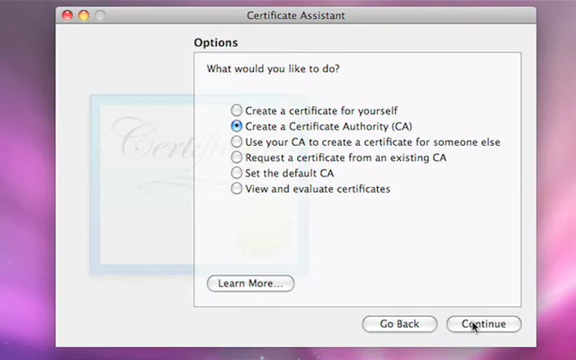 Certificate Assistant
Options
What would you like to do?
Create a certificate for yourself
Create a Certificate Authority (CA)
Use your CA to create a certificate for someone else
Request a certificate from an existing CA
Set the default CA
View and evaluate certificates
Learn More...
Go Back
Continue